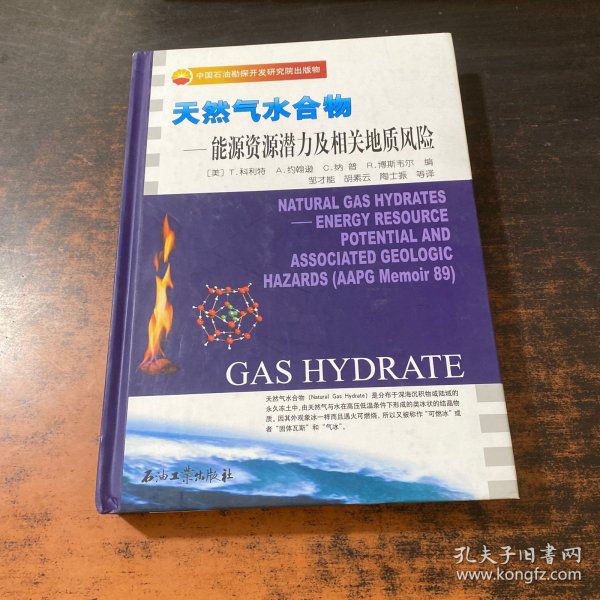 中国石油勘探开发研究院出版物
天然气水合物
——能源资源潜力及相关地质风险
[美] T.科利特 A.约翰逊 C.纳普 R.博斯韦尔 编
邹才能 胡素云 陶士振 等译
NATURAL GAS HYDRATES
—ENERGY RESOURCE
POTENTIAL AND
ASSOCIATED GEOLOGIC
HAZARDS (AAPG Memoir 89)
GAS HYDRATE
天然气水合物 (Natural Gas Hydrate) 是分布于深海沉积物或陆域的
永久冻土中,由天然气与水在高压低温条件下形成的类冰状的结晶物
质。因其外观象冰一样而且遇火可燃烧,所以又被称作“可燃冰”或
者“固体瓦斯”和“气冰”。
石油工业出版社
孔夫子旧书网
www.kongfz.com